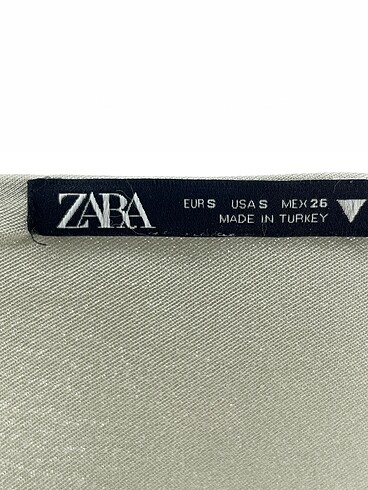 ZARA
EUR S USA S MEX 26
MADE IN TURKEY